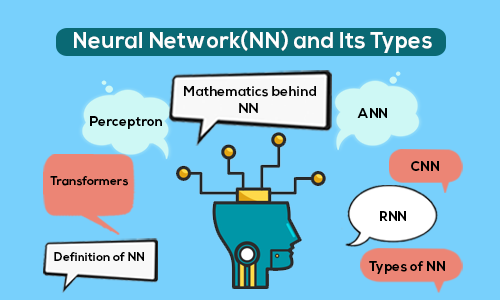 Neural Network(NN) and Its Types
Mathematics behind
NN
Perceptron
ANN
Transformers
CNN
RNN
Definition of NN
Types of NN